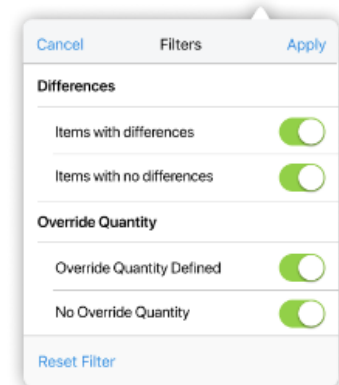 Cancel Filters Apply
Differences
Items with differences
Items with no differences
Override Quantity
Override Quantity Defined
No Override Quantity
Reset Filter